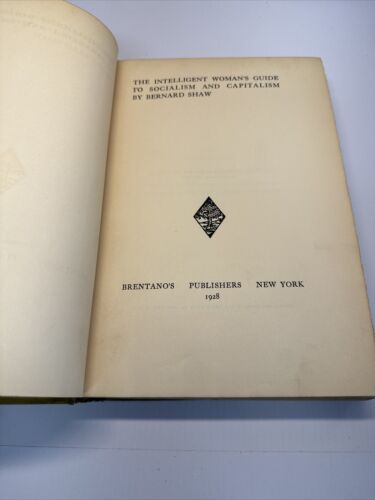 THE INTELLIGENT WOMAN'S GUIDE
TO SOCIALISM AND CAPITALISM
BY BERNARD SHAW
BRENTANO'S PUBLISHERS NEW YORK
1928